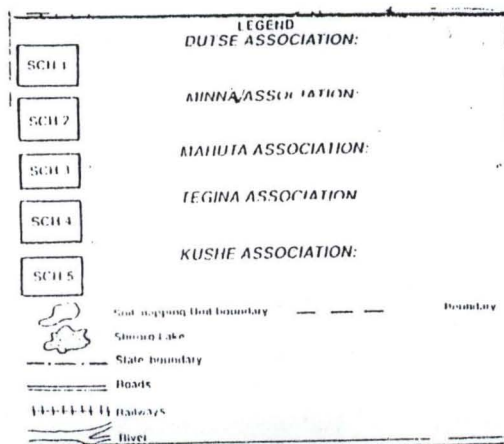 LEGEND
DUTSE ASSOCIATION:
SCH 1
MINNA ASSOCIATION:
SCH 2
MAHUTA ASSOCIATION:
SCH 3
TEGINA ASSOCIATION
SCH 4
KUSHE ASSOCIATION:
SCH 5
Soil mapping Unit boundary
Boundary
Shiroro Lake
State boundary
Roads
Railways
River